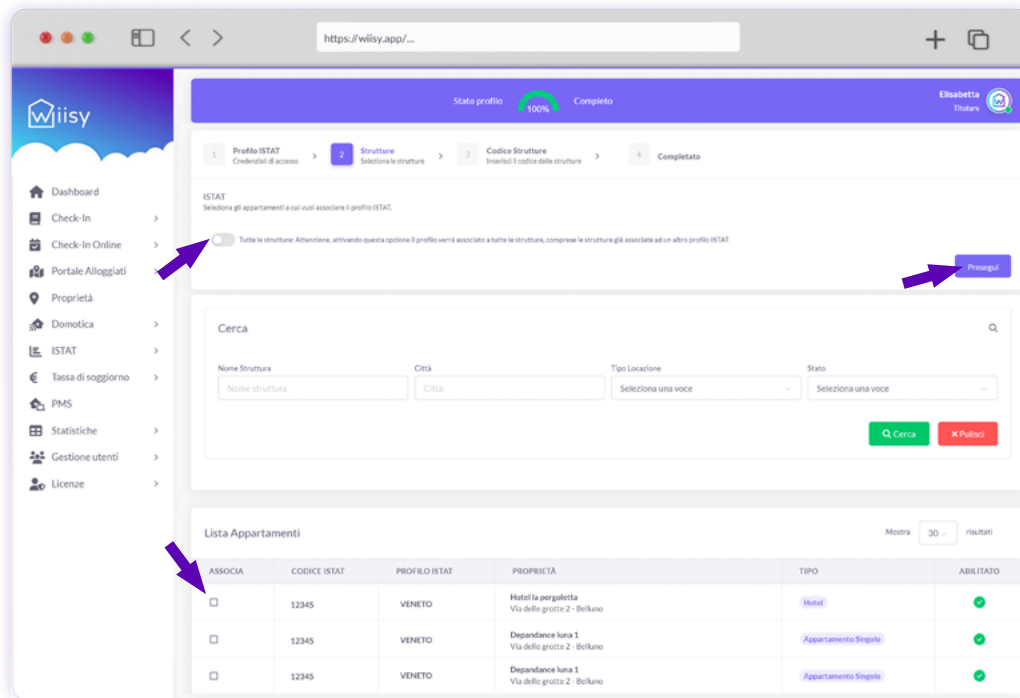 https://wiisy.app/...
Wiisy
Stato profilo
100%
Completo
Elisabetta
Titolare
1
Profilo ISTAT
Credenziali di accesso
2
Strutture
Seleziona le strutture
3
Codice Strutture
Inserisci il codice delle strutture
4
Completato
Dashboard
Check-In
Check-In Online
Portale Alloggiati
Proprietà
Domotica
ISTAT
Tassa di soggiorno
PMS
Statistiche
Gestione utenti
Licenze
ISTAT
Seleziona gli appartamenti a cui vuoi associare il profilo ISTAT.
Tutte le strutture: Attenzione, attivando questa opzione il profilo verrà associato a tutte le strutture, comprese le strutture già associate ad un altro profilo ISTAT
Prosegui
Cerca
Nome Struttura
Città
Tipo Locazione
Stato
Nome struttura
Città
Seleziona una voce
Seleziona una voce
Cerca
Pulisci
Lista Appartamenti
Mostra 30 risultati
ASSOCIA CODICE ISTAT PROFILO ISTAT PROPRIETÀ TIPO ABILITATO
12345 VENETO Hotel la pergoletta Hotel
Via delle grotte 2 - Belluno
12345 VENETO Depandance luna 1 Appartamento Singolo
Via delle grotte 2 - Belluno
12345 VENETO Depandance luna 1 Appartamento Singolo
Via delle grotte 2 - Belluno